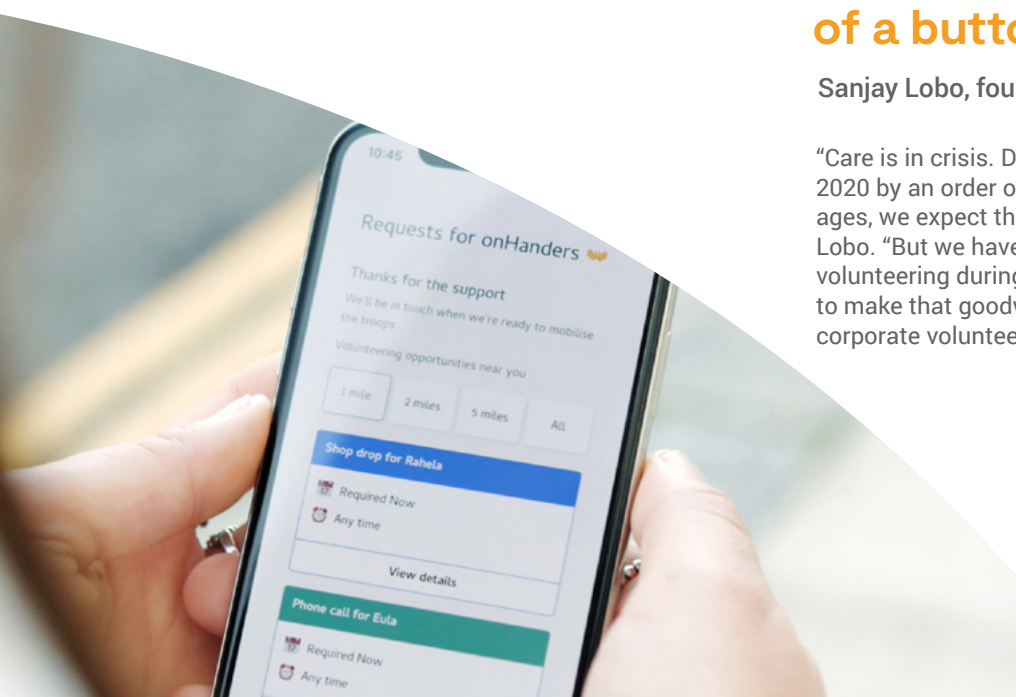 of a butto
Sanjay Lobo, fou
“Care is in crisis. D
2020 by an order o
ages, we expect th
Lobo. “But we have
volunteering during
to make that goodw
corporate voluntee
10:45
Requests for onHanders
Thanks for the support
We'll be in touch when we're ready to mobilise
the troops
Volunteering opportunities near you
1 mile 2 miles 5 miles All
Shop drop for Rahela
Required Now
Any time
View details
Phone call for Eula
Required Now
Any time